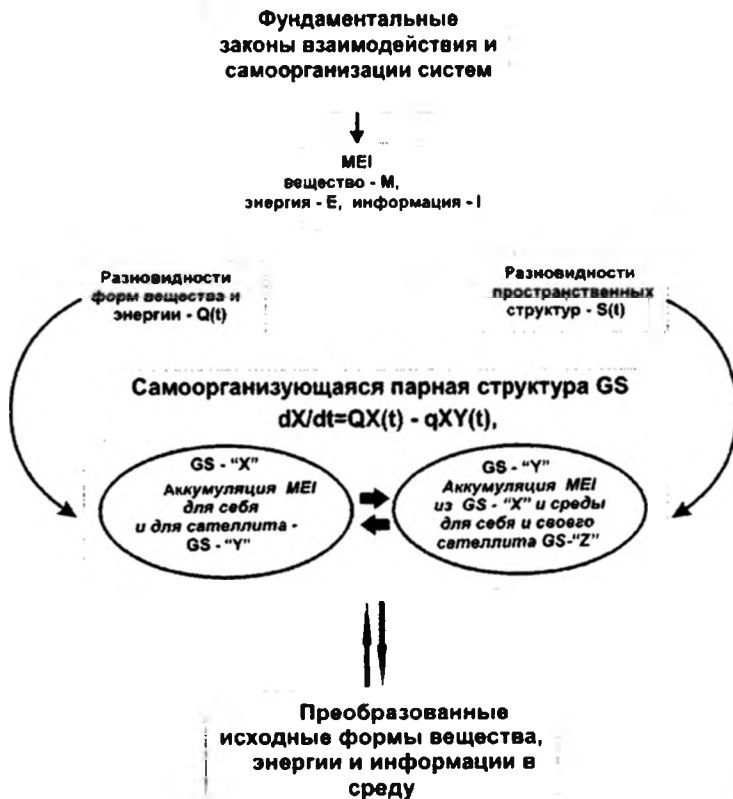 Фундаментальные
законы взаимодействия и
самоорганизации систем
MEI
вещество - M,
энергия - E, информация - I
Разновидности
форм вещества и
энергии - Q(t)
Разновидности
пространственных
структур - S(t)
Самоорганизующаяся парная структура GS
dX/dt=QX(t) - qXY(t),
GS - “X”
Аккумуляция MEI
для себя
и для сателлита -
GS - “Y”
GS - “Y”
Аккумуляция MEI
из GS - “X” и среды
для себя и своего
сателлита GS-“Z”
Преобразованные
исходные формы вещества,
энергии и информации в
среду